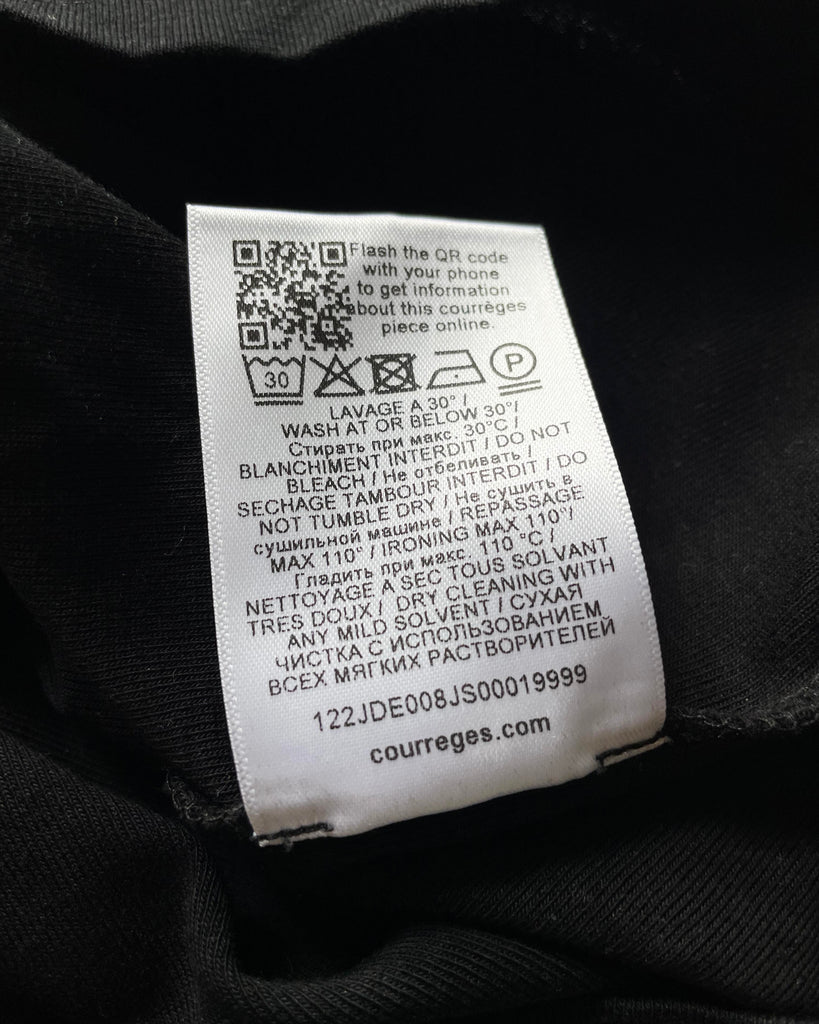 Flash the QR code
with your phone
to get information
about this courrèges
piece online.
30 P
LAVAGE A 30° /
WASH AT OR BELOW 30°/
Стирать при макс. 30°C /
BLANCHIMENT INTERDIT / DO NOT
BLEACH / Не отбеливать /
SECHAGE TAMBOUR INTERDIT / DO
NOT TUMBLE DRY / Не сушить в
сушильной машине / REPASSAGE
MAX 110° / IRONING MAX 110°/
Гладить при макс. 110 °C /
NETTOYAGE A SEC TOUS SOLVANT
TRES DOUX / DRY CLEANING WITH
ANY MILD SOLVENT / СУХАЯ
ЧИСТКА С ИСПОЛЬЗОВАНИЕМ
ВСЕХ МЯГКИХ РАСТВОРИТЕЛЕЙ
122JDE008JS00019999
courreges.com